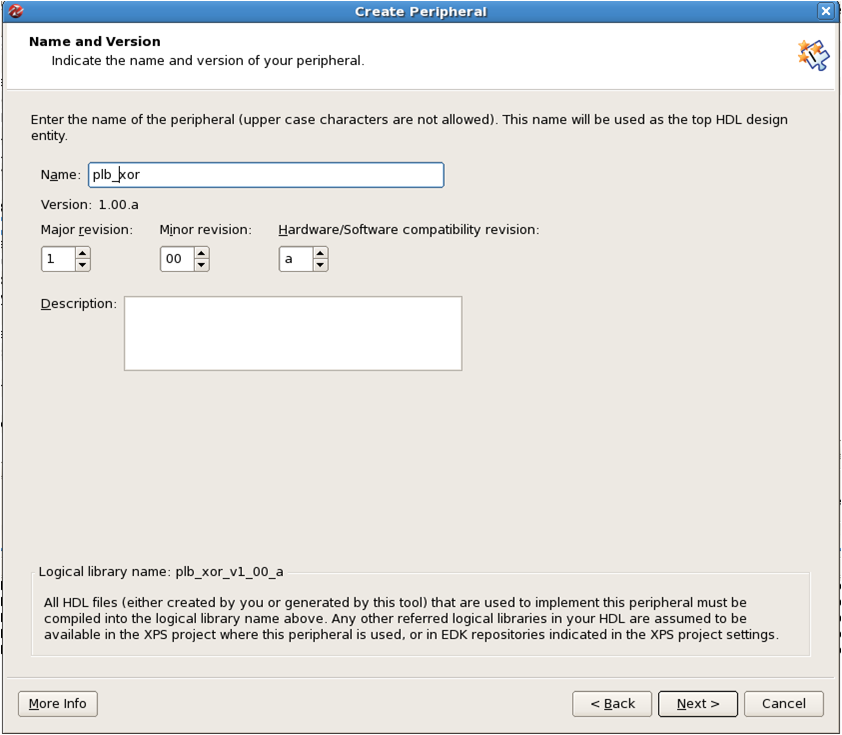 Create Peripheral
Name and Version
Indicate the name and version of your peripheral.
Enter the name of the peripheral (upper case characters are not allowed). This name will be used as the top HDL design
entity.
Name: plb_xor
Version: 1.00.a
Major revision: Minor revision: Hardware/Software compatibility revision:
1 00 a
Description:
Logical library name: plb_xor_v1_00_a
All HDL files (either created by you or generated by this tool) that are used to implement this peripheral must be
compiled into the logical library name above. Any other referred logical libraries in your HDL are assumed to be
available in the XPS project where this peripheral is used, or in EDK repositories indicated in the XPS project settings.
More Info < Back Next > Cancel